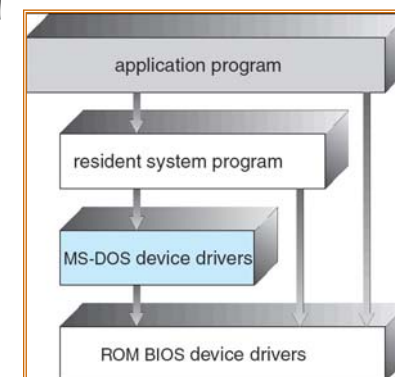 application program
resident system program
MS-DOS device drivers
ROM BIOS device drivers